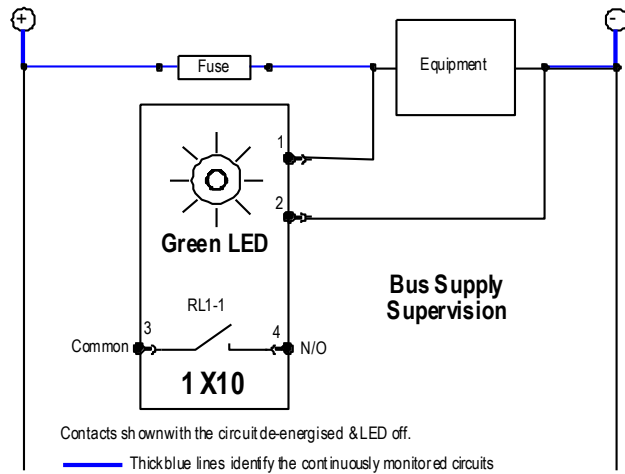 +
-
Fuse
Equipment
1
2
Green LED
Bus Supply
Supervision
RL1-1
3
4
Common
N/O
1 X10
Contacts shown with the circuit de-energised & LED off.
Thick blue lines identify the continuously monitored circuits